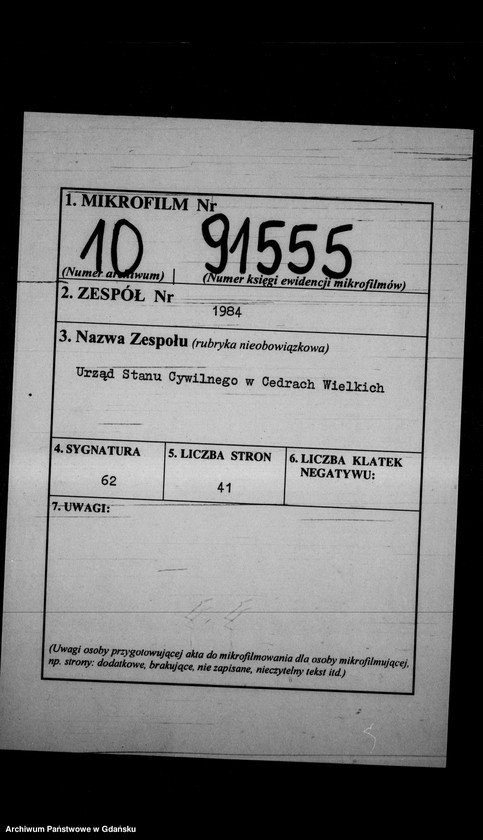 1. MIKROFILM Nr
10 91555
(Numer archiwum) (Numer księgi ewidencji mikrofilmów)
2. ZESPÓŁ Nr
1984
3. Nazwa Zespołu (rubryka nieobowiązkowa)
Urząd Stanu Cywilnego w Cedrach Wielkich
4. SYGNATURA
62
5. LICZBA STRON
41
6. LICZBA KLATEK
NEGATYWU:
7. UWAGI:
(Uwagi osoby przygotowującej akta do mikrofilmowania dla osoby mikrofilmującej,
np. strony: dodatkowe, brakujące, nie zapisane, nieczytelny tekst itd.)
Archiwum Państwowe w Gdańsku